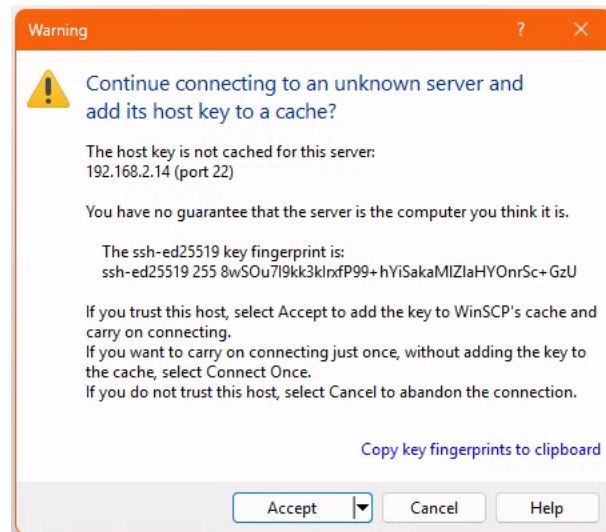 Warning
Continue connecting to an unknown server and
add its host key to a cache?
The host key is not cached for this server:
192.168.2.14 (port 22)
You have no guarantee that the server is the computer you think it is.
The ssh-ed25519 key fingerprint is:
ssh-ed25519 255 8wSOu7I9kk3kIrxfP99+hYiSakaMIZIaHYOnrSc+GzU
If you trust this host, select Accept to add the key to WinSCP's cache and
carry on connecting.
If you want to carry on connecting just once, without adding the key to
the cache, select Connect Once.
If you do not trust this host, select Cancel to abandon the connection.
Copy key fingerprints to clipboard
Accept Cancel Help